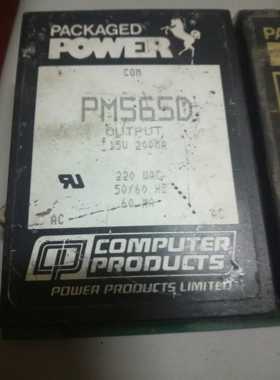 PACKAGED
POWER
COM
PM565D
OUTPUT
15V 200MA
220 VAC
50/60 HZ
60 MA
AC
AC
COMPUTER
PRODUCTS
POWER PRODUCTS LIMITED